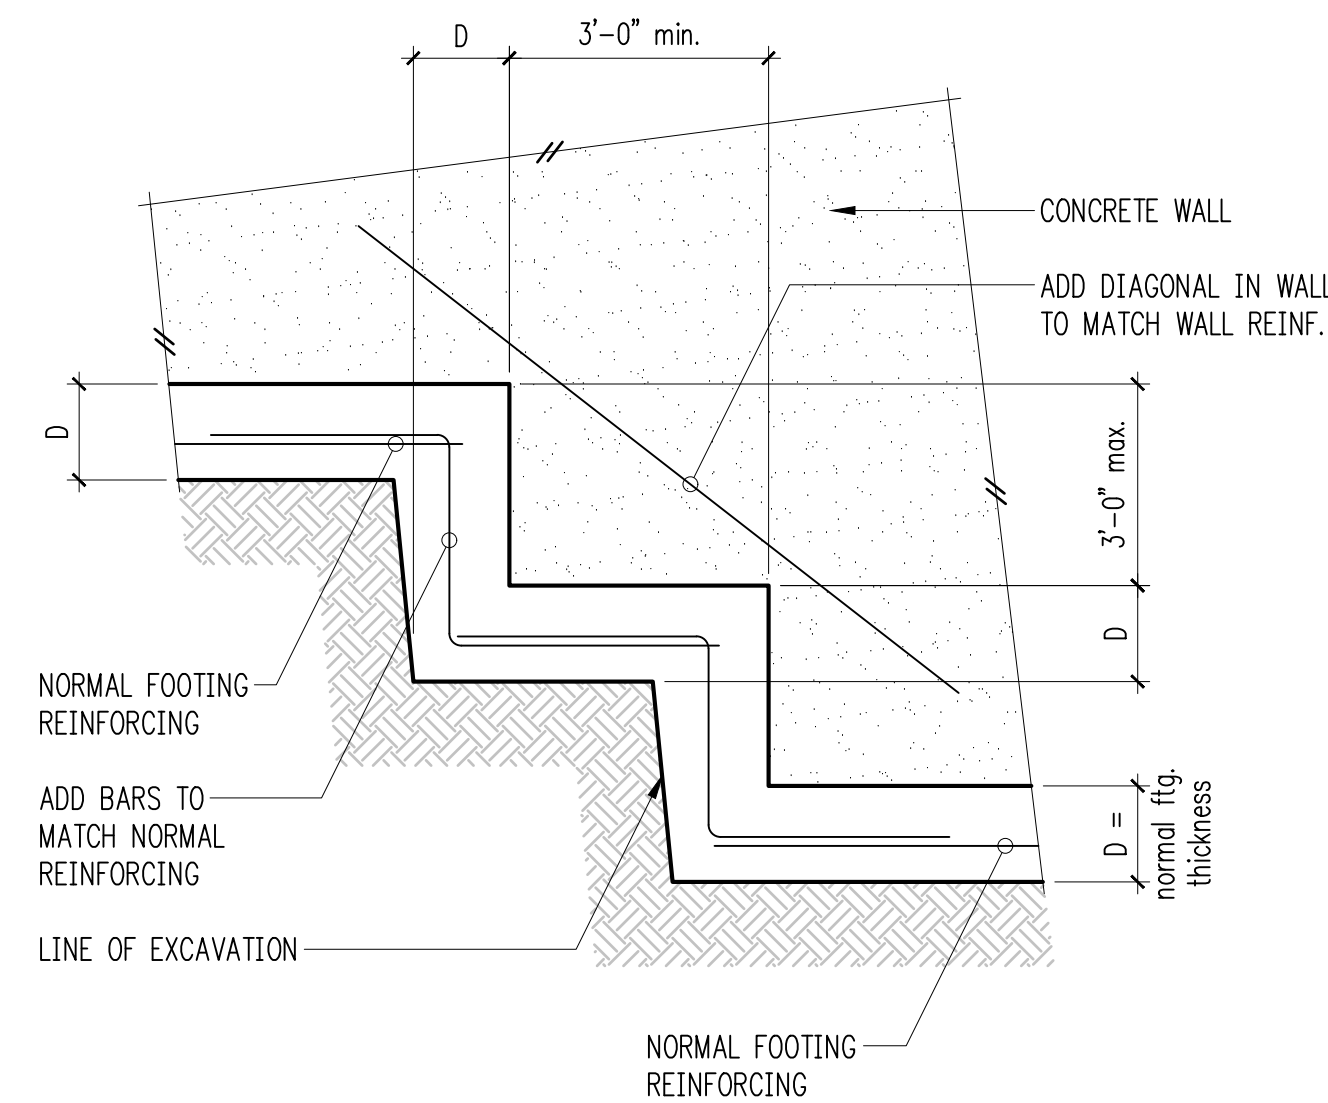 D
3'-0" min.
CONCRETE WALL
ADD DIAGONAL IN WALL
TO MATCH WALL REINF.
D
3'-0" max.
D
NORMAL FOOTING
REINFORCING
ADD BARS TO
MATCH NORMAL
REINFORCING
D =
normal ftg.
thickness
LINE OF EXCAVATION
NORMAL FOOTING
REINFORCING